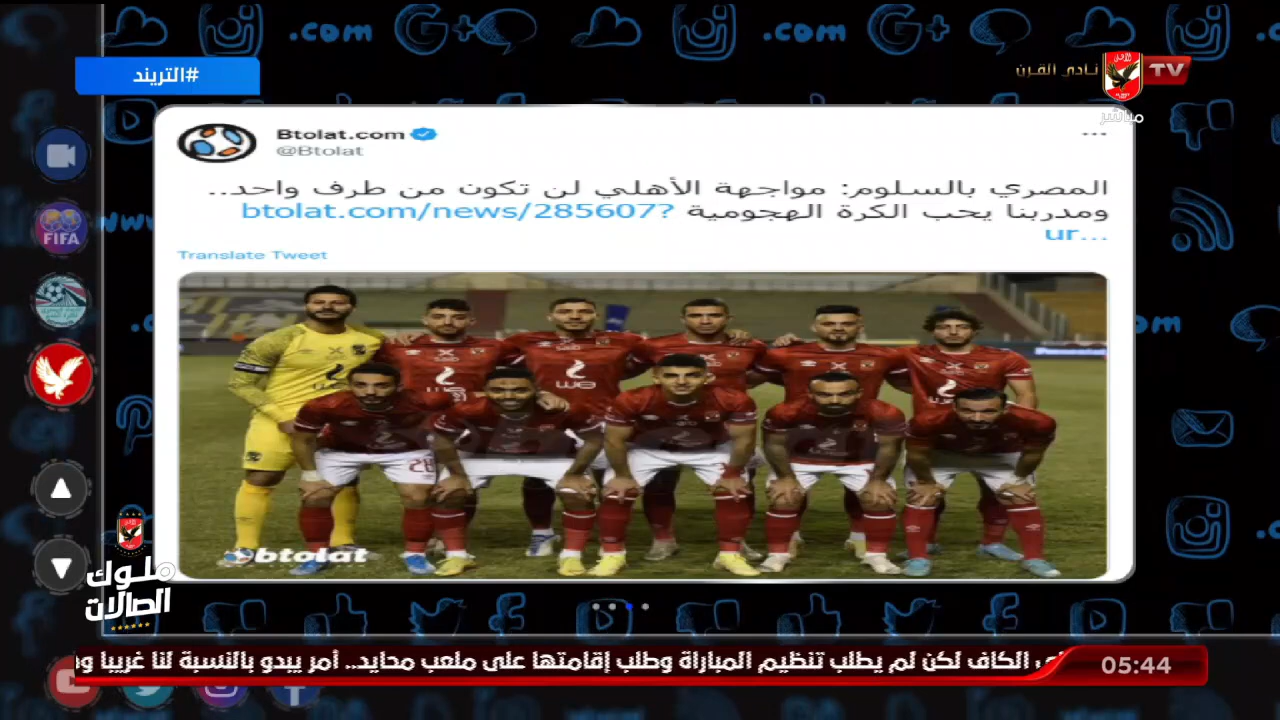 #التريند
نادي القرن
TV
مباشر
Btolat.com
@Btolat
المصري بالسلوم: مواجهة الأهلي لن تكون من طرف واحد..
ومدربنا يحب الكرة الهجومية btolat.com/news/285607?
ur...
Translate Tweet
FIFA
btolat
ملوك
الصالات
الكاف لكن لم يطلب تنظيم المباراة وطلب إقامتها على ملعب محايد.. أمر يبدو بالنسبة لنا غريبا
05:44